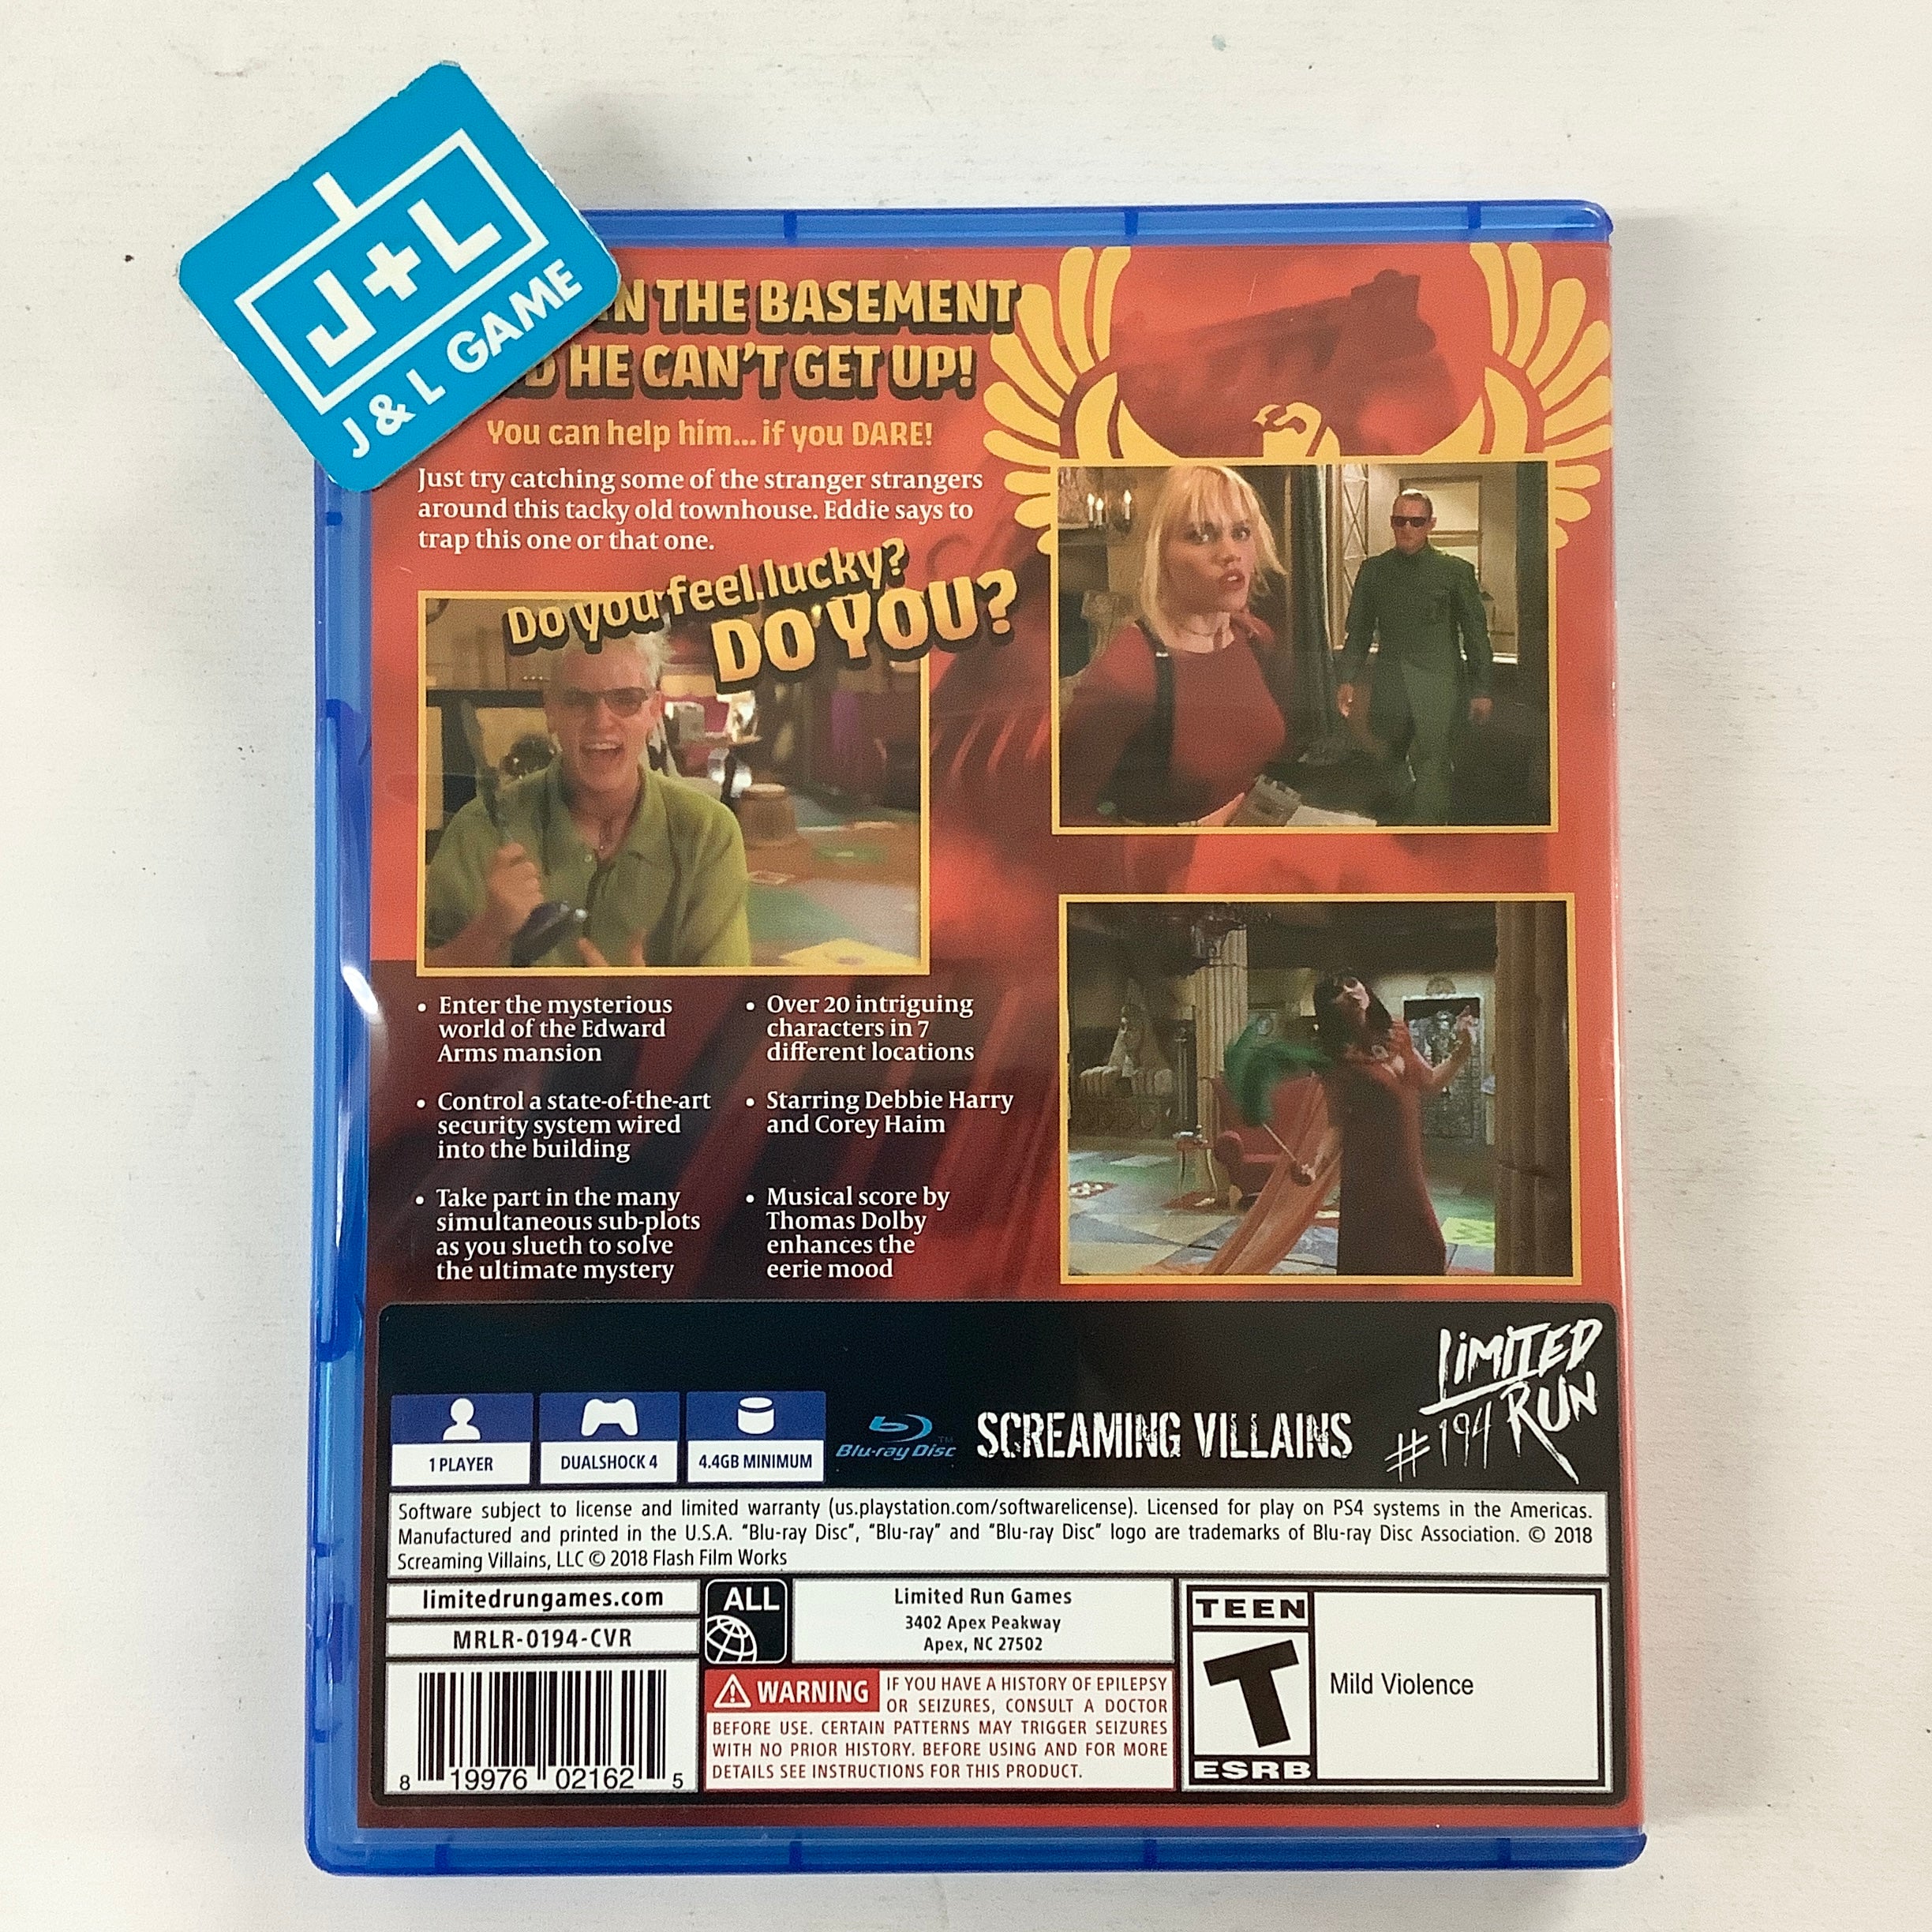 J+L
J & L GAME
IN THE BASEMENT
HE CAN'T GET UP!
You can help him... if you DARE!
Just try catching some of the stranger strangers
around this tacky old townhouse. Eddie says to
trap this one or that one.
Do you feel lucky?
DO YOU?
• Enter the mysterious
world of the Edward
Arms mansion
• Control a state-of-the-art
security system wired
into the building
• Take part in the many
simultaneous sub-plots
as you slueth to solve
the ultimate mystery
• Over 20 intriguing
characters in 7
different locations
• Starring Debbie Harry
and Corey Haim
• Musical score by
Thomas Dolby
enhances the
eerie mood
1 PLAYER
DUALSHOCK 4
4.4GB MINIMUM
Blu-ray Disc™
SCREAMING VILLAINS
LIMITED
RUN
#194
Software subject to license and limited warranty (us.playstation.com/softwarelicense). Licensed for play on PS4 systems in the Americas.
Manufactured and printed in the U.S.A. "Blu-ray Disc", "Blu-ray" and "Blu-ray Disc" logo are trademarks of Blu-ray Disc Association. © 2018
Screaming Villains, LLC © 2018 Flash Film Works
limitedrungames.com
MRLR-0194-CVR
8 19976 02162 5
ALL
Limited Run Games
3402 Apex Peakway
Apex, NC 27502
WARNING IF YOU HAVE A HISTORY OF EPILEPSY
OR SEIZURES, CONSULT A DOCTOR
BEFORE USE. CERTAIN PATTERNS MAY TRIGGER SEIZURES
WITH NO PRIOR HISTORY. BEFORE USING AND FOR MORE
DETAILS SEE INSTRUCTIONS FOR THIS PRODUCT.
TEEN
T
ESRB
Mild Violence